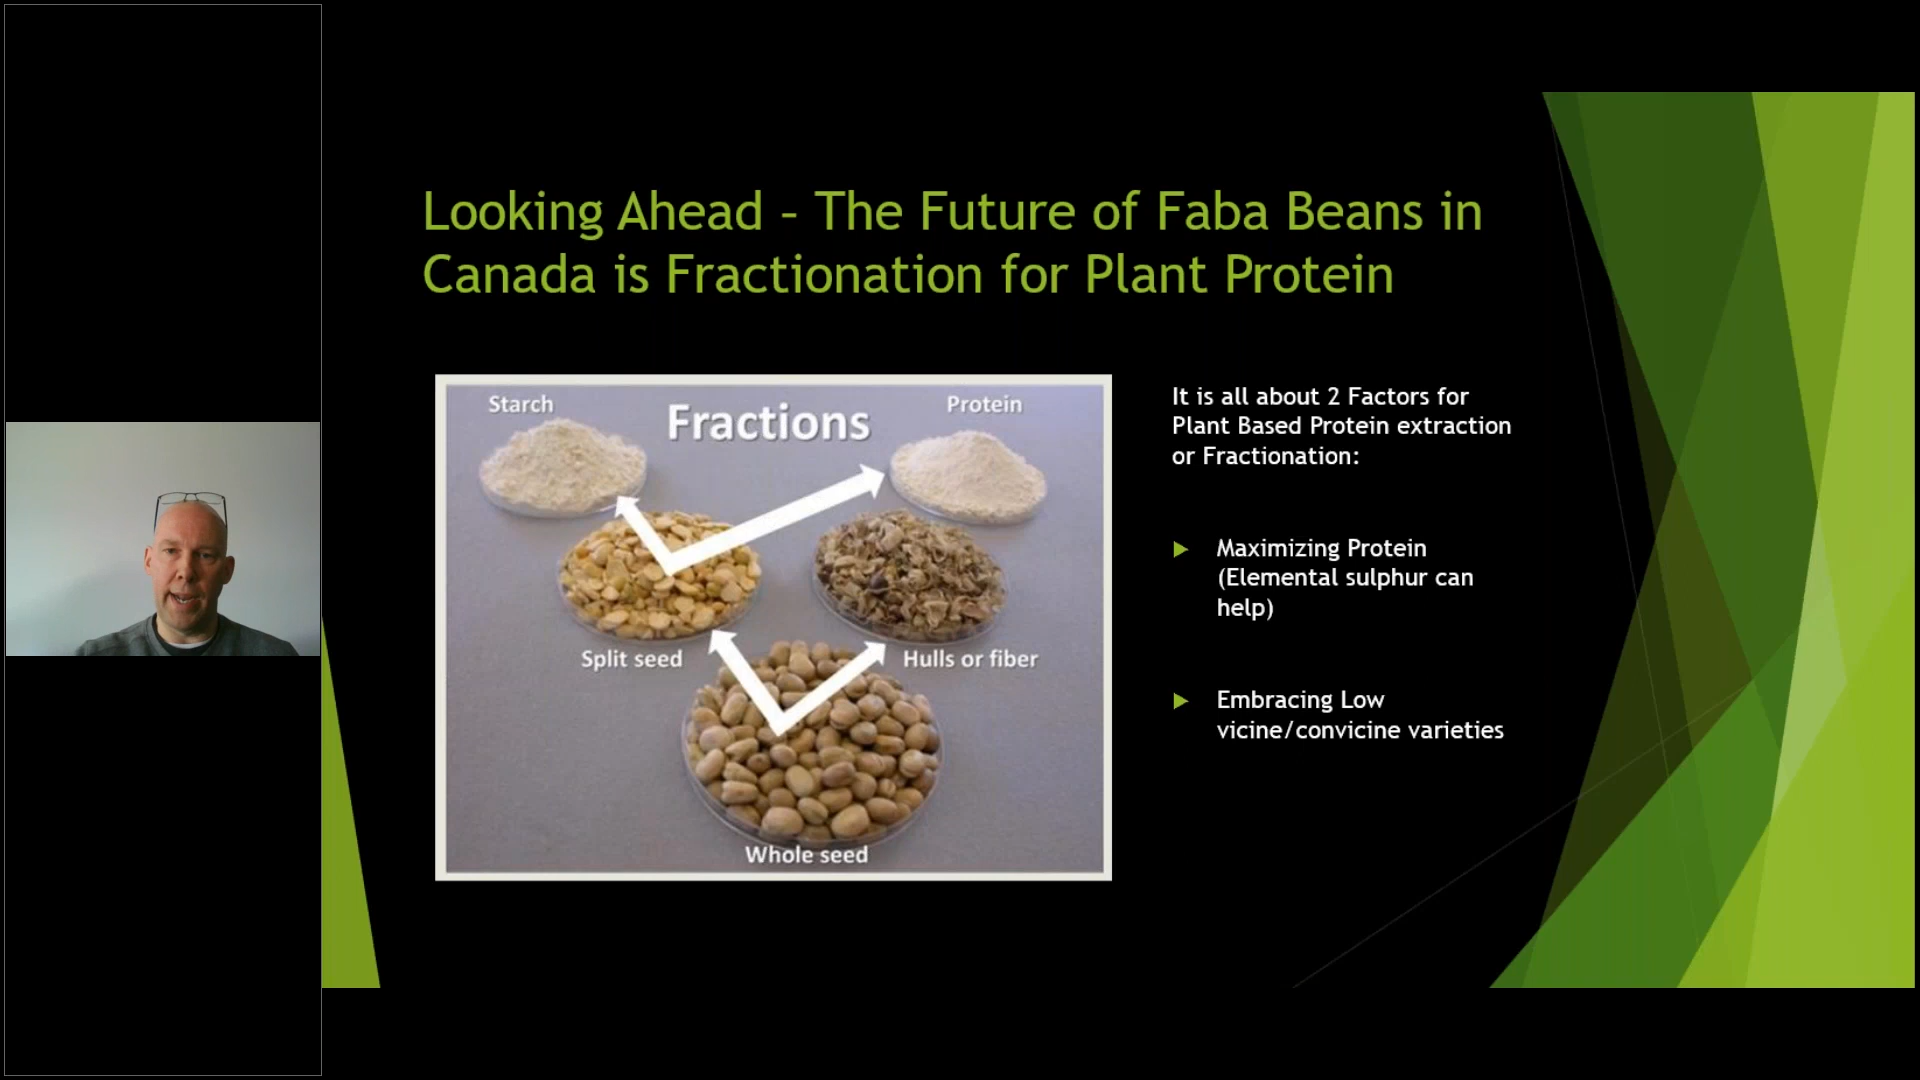 Looking Ahead – The Future of Faba Beans in
Canada is Fractionation for Plant Protein
Starch
Fractions
Protein
Split seed
Hulls or fiber
Whole seed
It is all about 2 Factors for
Plant Based Protein extraction
or Fractionation:
Maximizing Protein
(Elemental sulphur can
help)
Embracing Low
vicine/convicine varieties